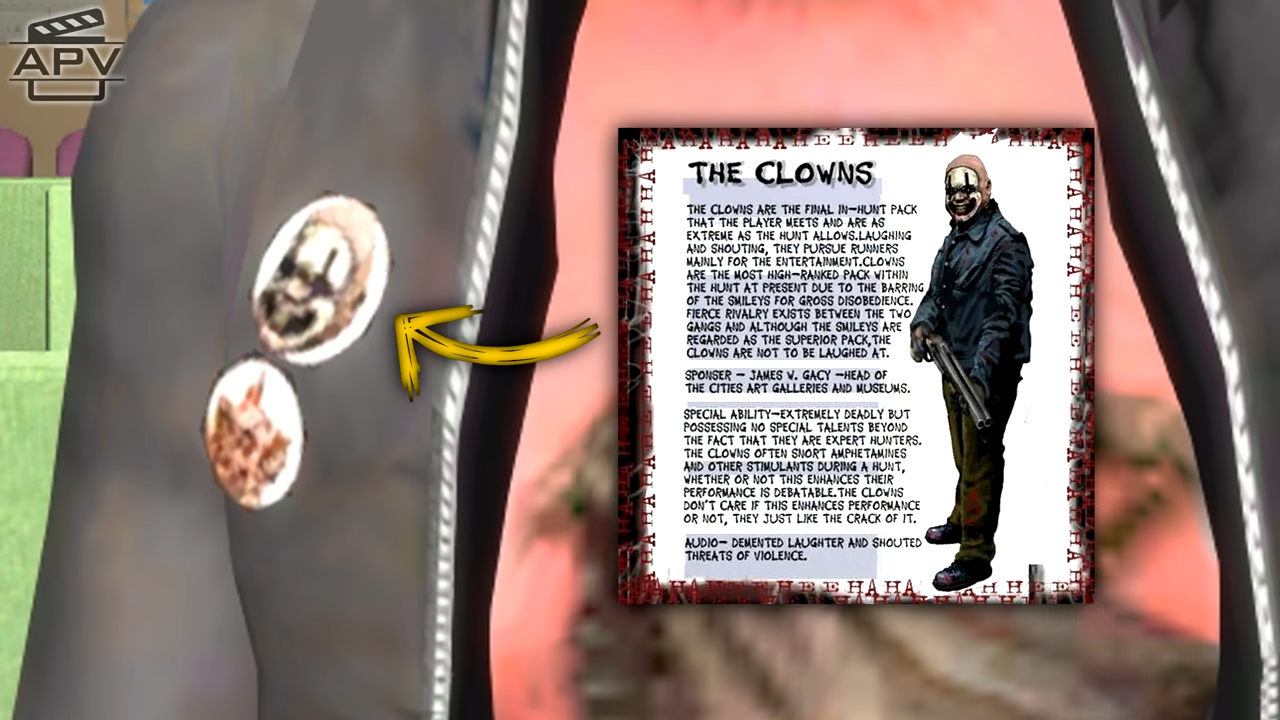 APV
HAHAHAHEEHEEH
THE CLOWNS
THE CLOWNS ARE THE FINAL IN-HUNT PACK
THAT THE PLAYER MEETS AND ARE AS
EXTREME AS THE HUNT ALLOWS.LAUGHING
AND SHOUTING, THEY PURSUE RUNNERS
MAINLY FOR THE ENTERTAINMENT.CLOWNS
ARE THE MOST HIGH-RANKED PACK WITHIN
THE HUNT AT PRESENT DUE TO THE BARRING
OF THE SMILEYS FOR GROSS DISOBEDIENCE.
FIERCE RIVALRY EXISTS BETWEEN THE TWO
GANGS AND ALTHOUGH THE SMILEYS ARE
REGARDED AS THE SUPERIOR PACK,THE
CLOWNS ARE NOT TO BE LAUGHED AT.
SPONSER - JAMES W. GACY -HEAD OF
THE CITIES ART GALLERIES AND MUSEUMS.
SPECIAL ABILITY-EXTREMELY DEADLY BUT
POSSESSING NO SPECIAL TALENTS BEYOND
THE FACT THAT THEY ARE EXPERT HUNTERS.
THE CLOWNS OFTEN SNORT AMPHETAMINES
AND OTHER STIMULANTS DURING A HUNT,
WHETHER OR NOT THIS ENHANCES THEIR
PERFORMANCE IS DEBATABLE.THE CLOWNS
DON'T CARE IF THIS ENHANCES PERFORMANCE
OR NOT, THEY JUST LIKE THE CRACK OF IT.
AUDIO- DEMENTED LAUGHTER AND SHOUTED
THREATS OF VIOLENCE.
HEEHAHA